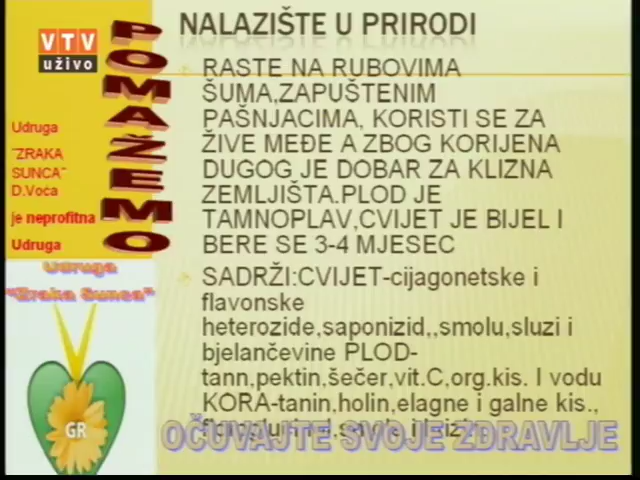 NALAZIŠTE U PRIRODI
VTV
uživo
POMAŽEMO
Udruga
"ZRAKA
SUNCA"
D.Voća
je neprofitna
Udruga
Udruga
"Zraka Sunca"
GR
RASTE NA RUBOVIMA
ŠUMA,ZAPUŠTENIM
PAŠNJACIMA, KORISTI SE ZA
ŽIVE MEĐE A ZBOG KORIJENA
DUGOG JE DOBAR ZA KLIZNA
ZEMLJIŠTA.PLOD JE
TAMNOPLAV,CVIJET JE BIJEL I
BERE SE 3-4 MJESEC
SADRŽI:CVIJET-cijagonetske i
flavonske
heterozide,saponizid,,smolu,sluzi i
bjelančevine PLOD-
tann,pektin,šečer,vit.C,org.kis. I vodu
KORA-tanin,holin,elagne i galne kis.,
OČUVAJTE SVOJE ZDRAVLJE